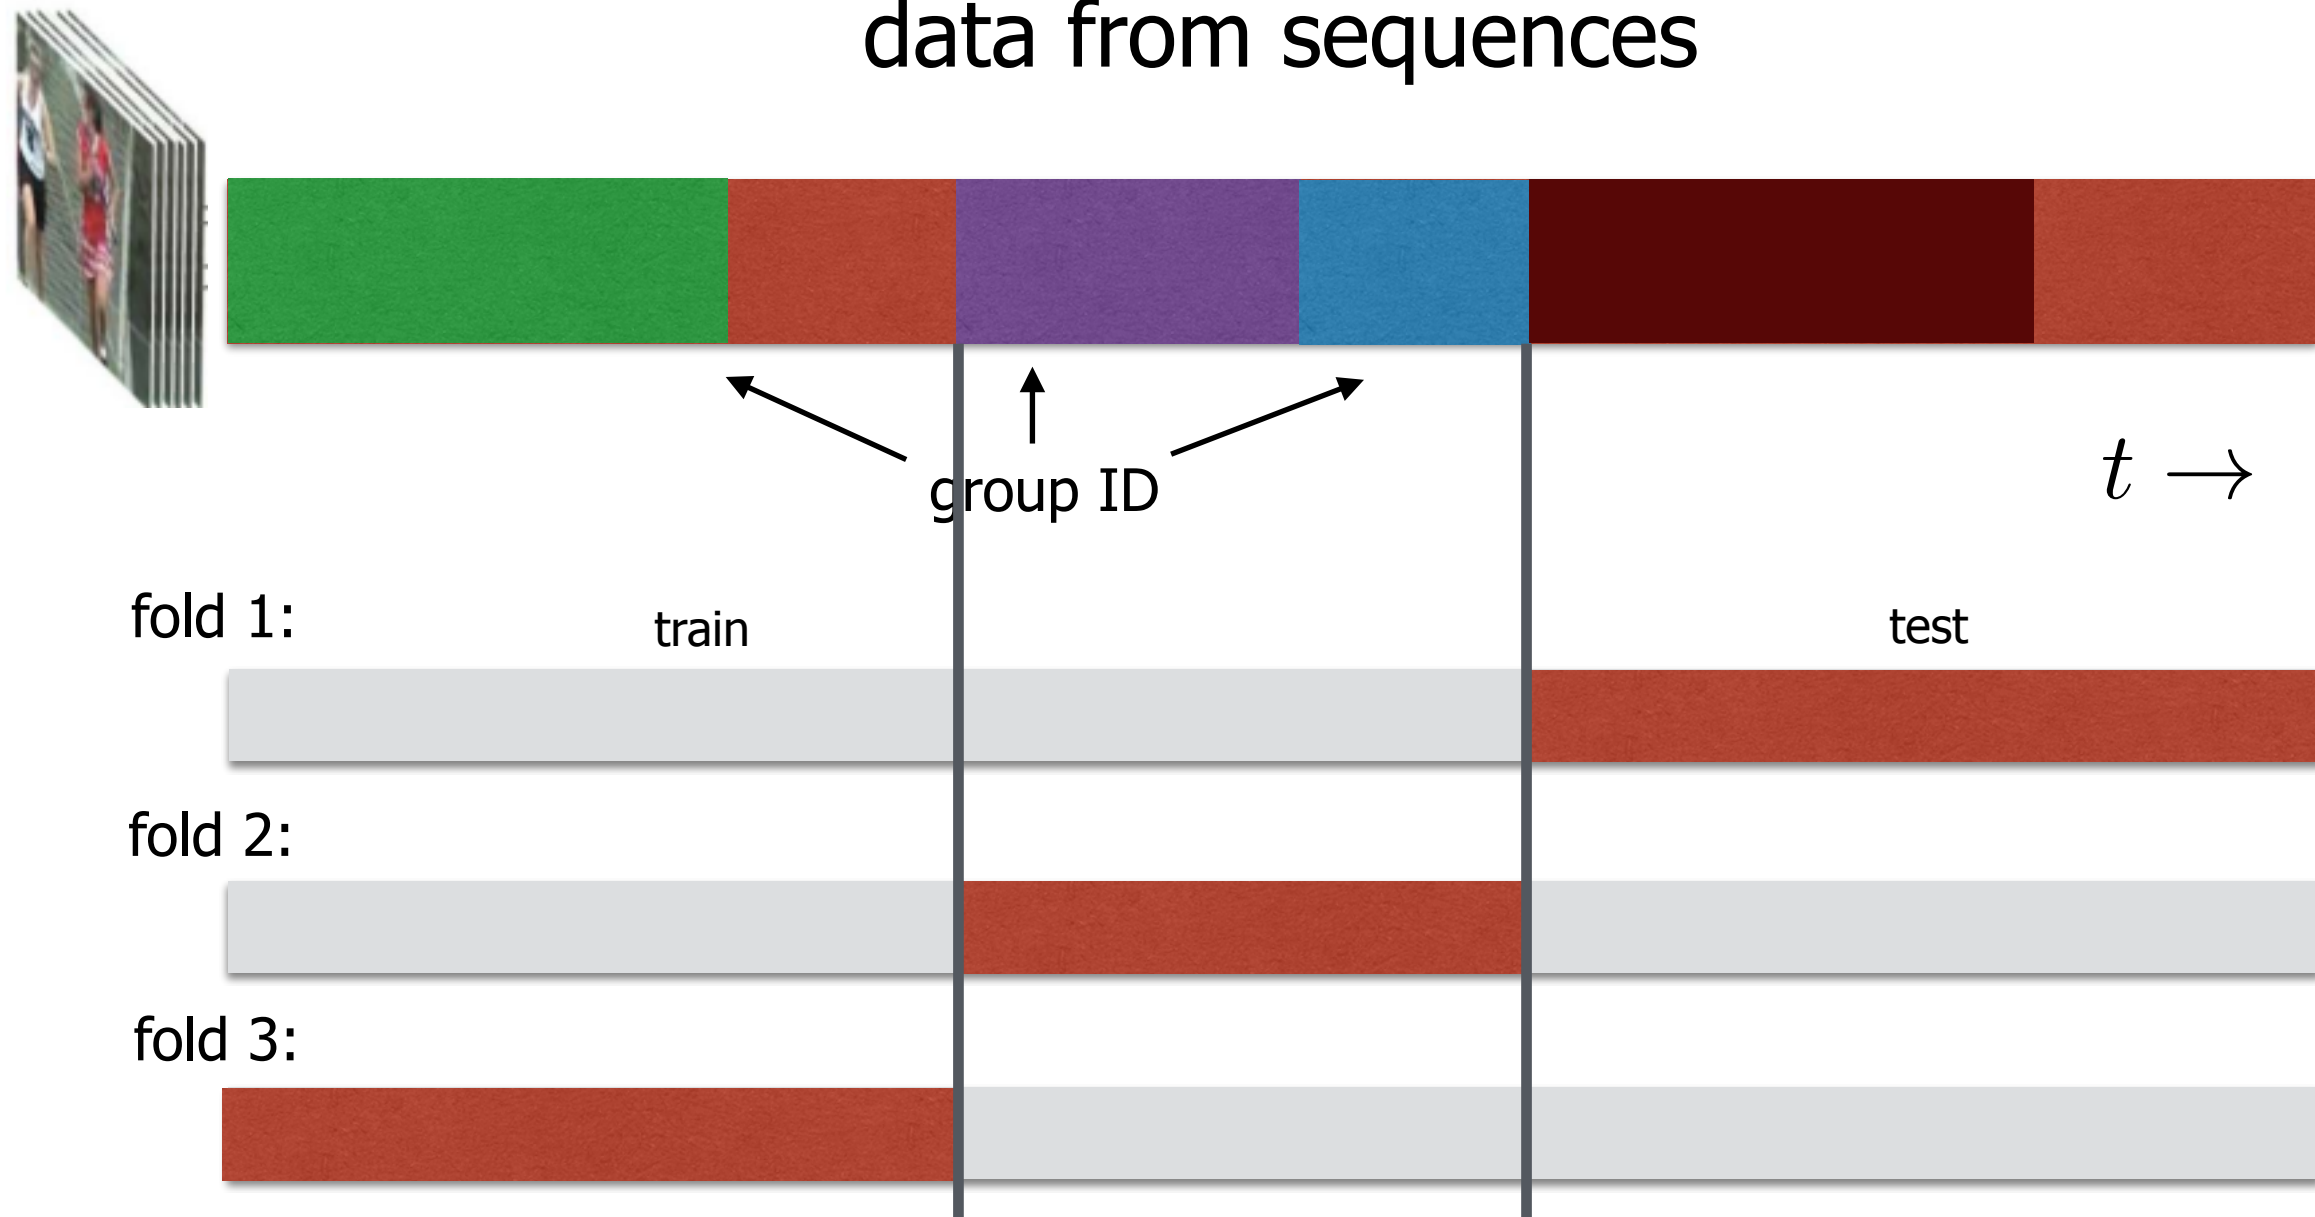 data from sequences
group ID
t →
fold 1:
train
test
fold 2:
fold 3: